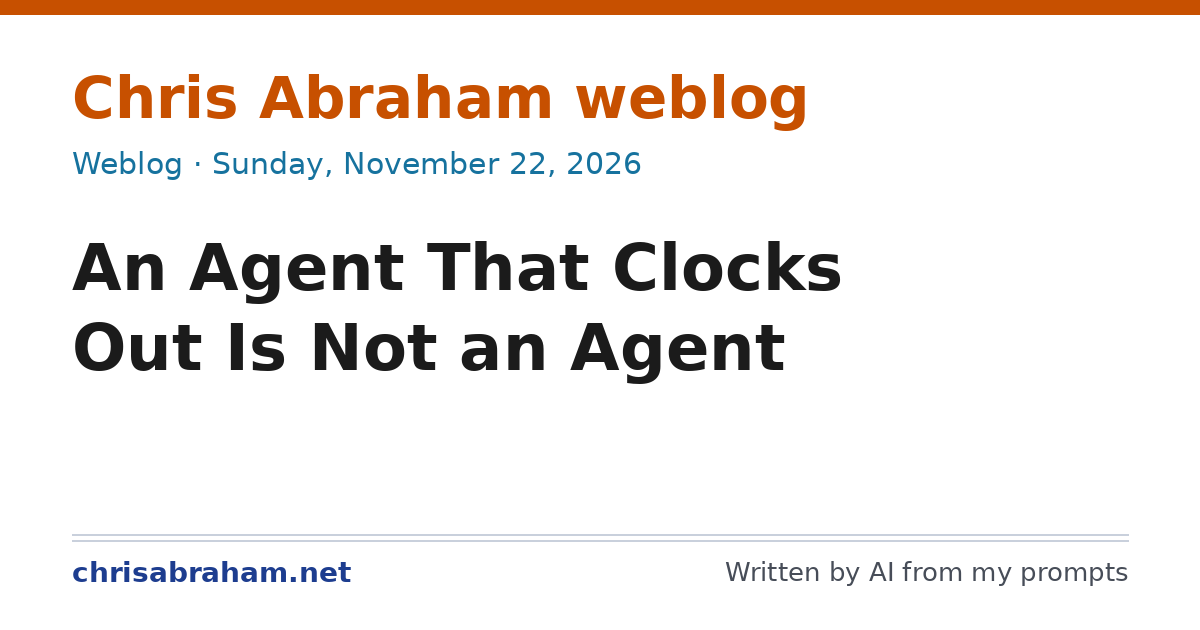 Chris Abraham weblog
Weblog · Sunday, November 22, 2026
An Agent That Clocks
Out Is Not an Agent
chrisabraham.net
Written by AI from my prompts